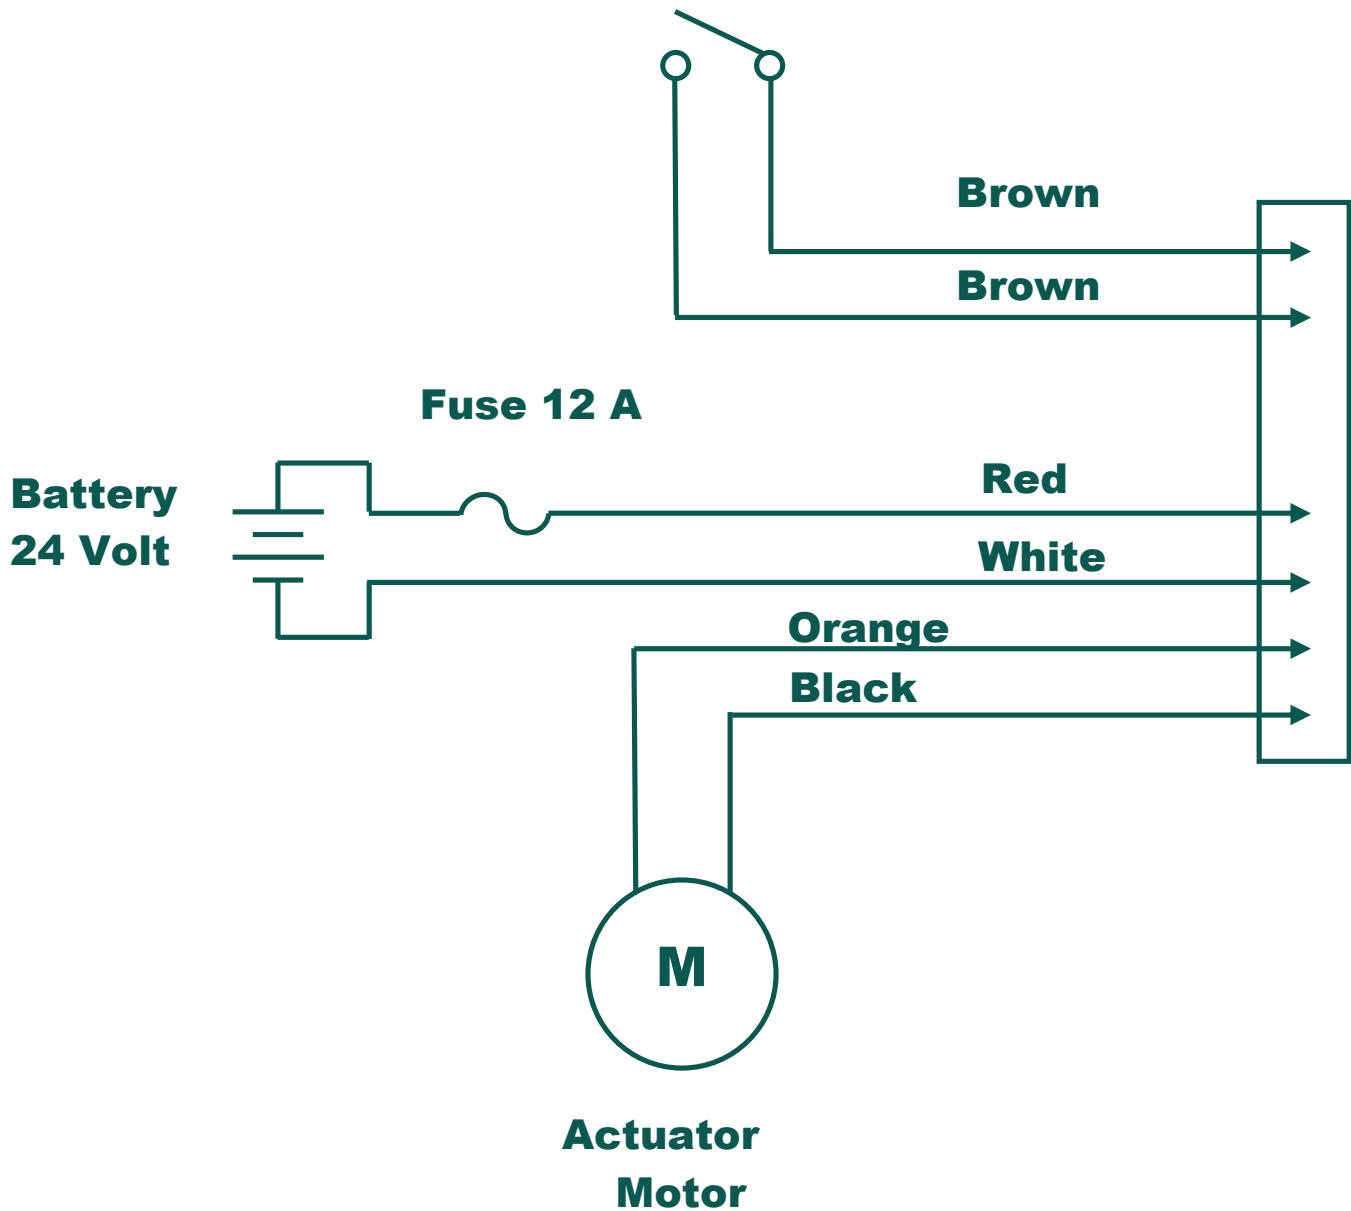 Brown
Brown
Fuse 12 A
Battery
24 Volt
Red
White
Orange
Black
M
Actuator
Motor